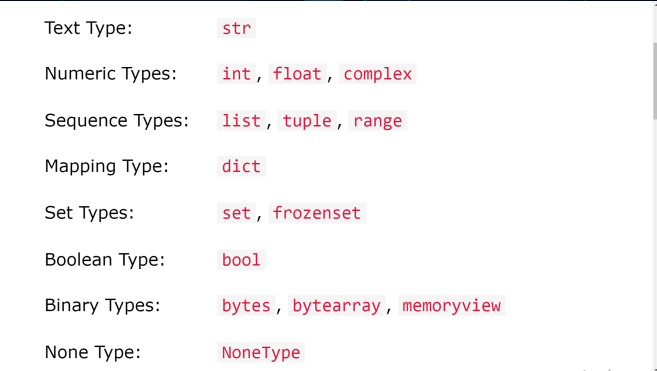 Text Type: str
Numeric Types: int, float, complex
Sequence Types: list, tuple, range
Mapping Type: dict
Set Types: set, frozenset
Boolean Type: bool
Binary Types: bytes, bytearray, memoryview
None Type: NoneType